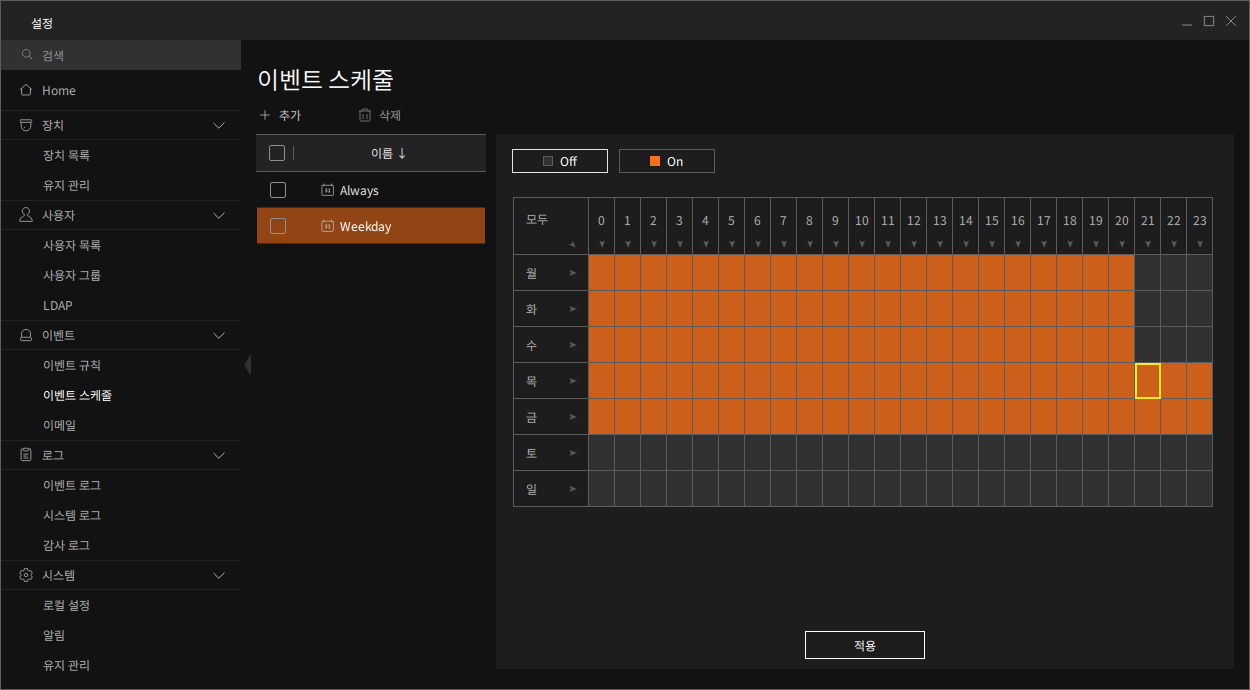 설정
검색
Home
장치
장치 목록
유지 관리
사용자
사용자 목록
사용자 그룹
LDAP
이벤트
이벤트 규칙
이벤트 스케줄
이메일
로그
이벤트 로그
시스템 로그
감사 로그
시스템
로컬 설정
알림
유지 관리
이벤트 스케줄
추가 삭제
이름
Always
Weekday
Off On
모두 0 1 2 3 4 5 6 7 8 9 10 11 12 13 14 15 16 17 18 19 20 21 22 23
월
화
수
목
금
토
일
적용